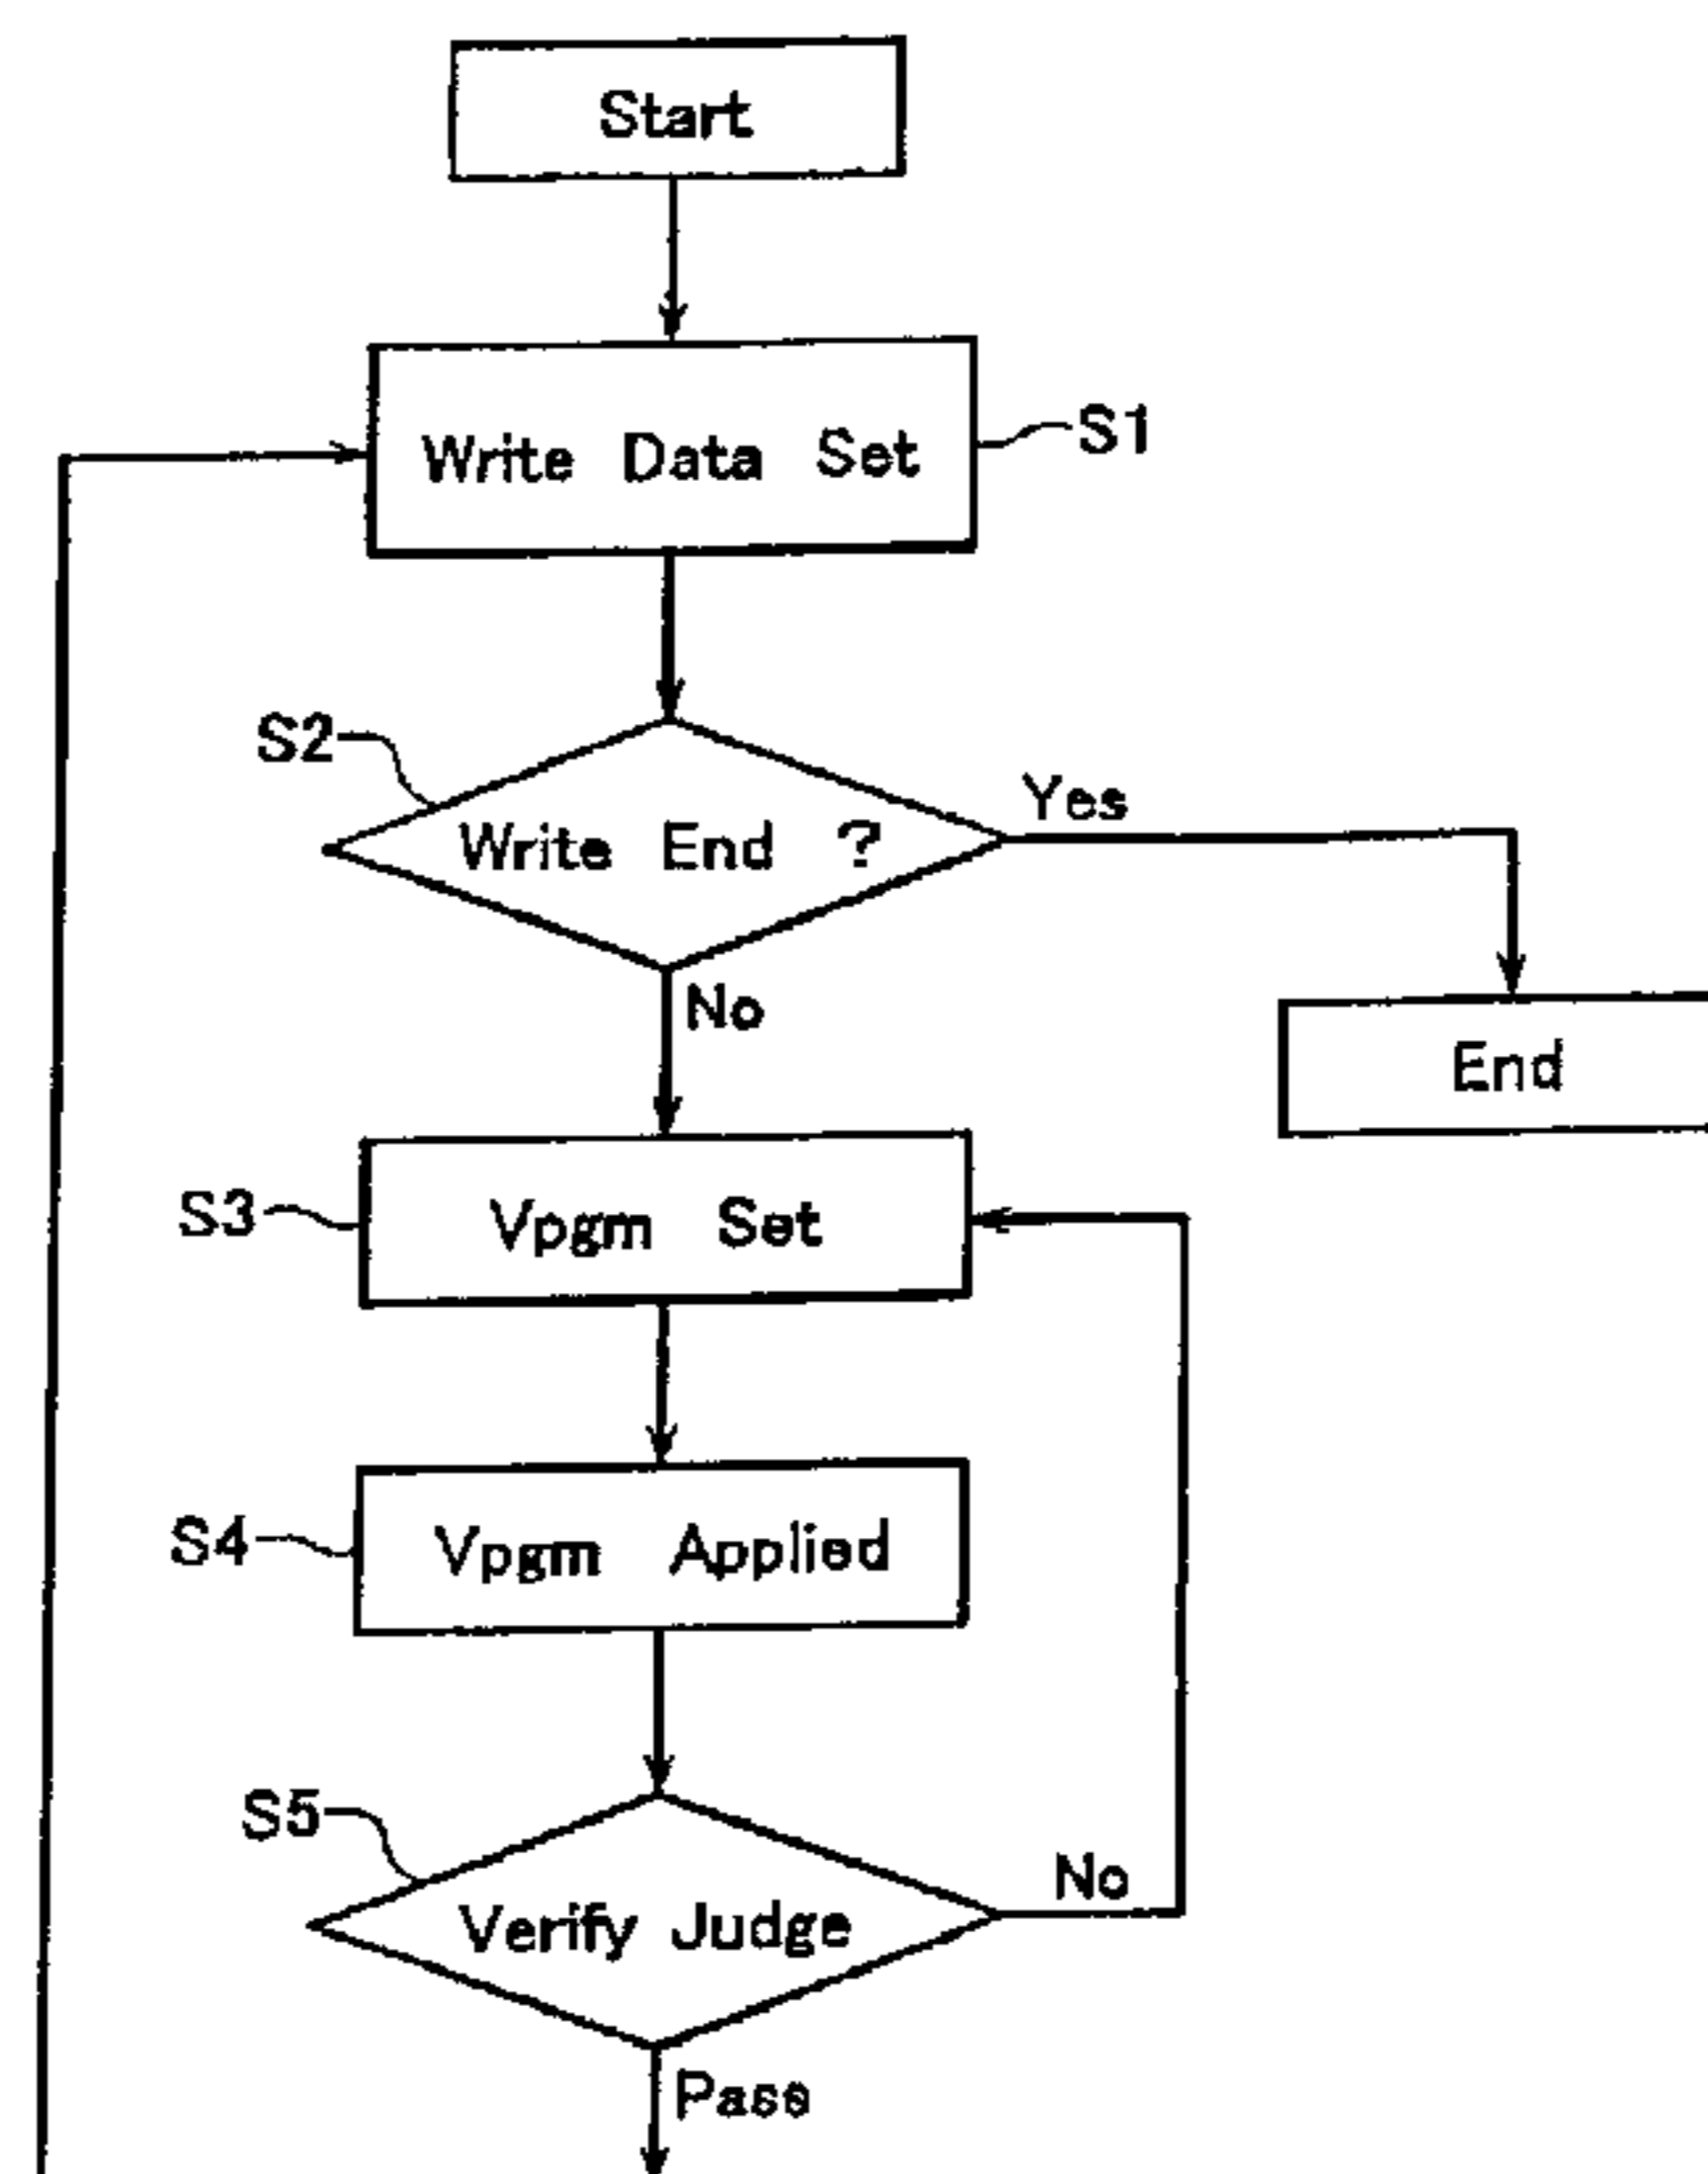 Start
Write Data Set
S1
S2
Write End ?
Yes
No
End
S3
Vpgm Set
S4
Vpgm Applied
S5
Verify Judge
No
Pass